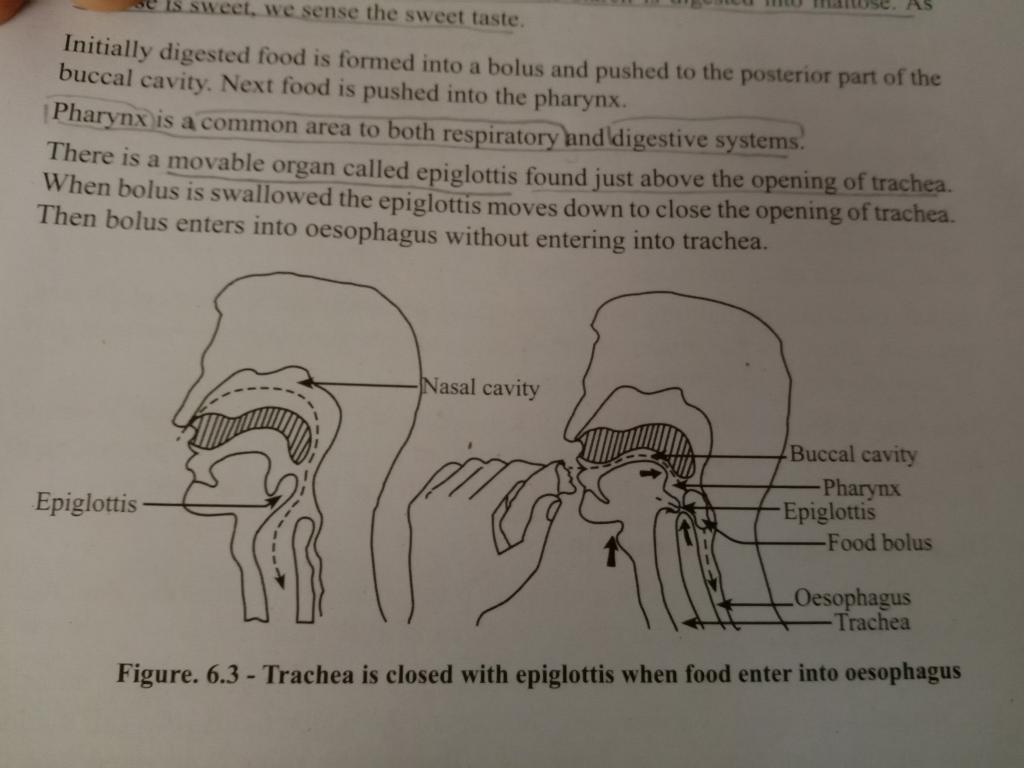 is sweet, we sense the sweet taste.
Initially digested food is formed into a bolus and pushed to the posterior part of the
buccal cavity. Next food is pushed into the pharynx.
Pharynx is a common area to both respiratory and digestive systems.
There is a movable organ called epiglottis found just above the opening of trachea.
When bolus is swallowed the epiglottis moves down to close the opening of trachea.
Then bolus enters into oesophagus without entering into trachea.
Nasal cavity
Epiglottis
Buccal cavity
Pharynx
Epiglottis
Food bolus
Oesophagus
Trachea
Figure. 6.3 - Trachea is closed with epiglottis when food enter into oesophagus